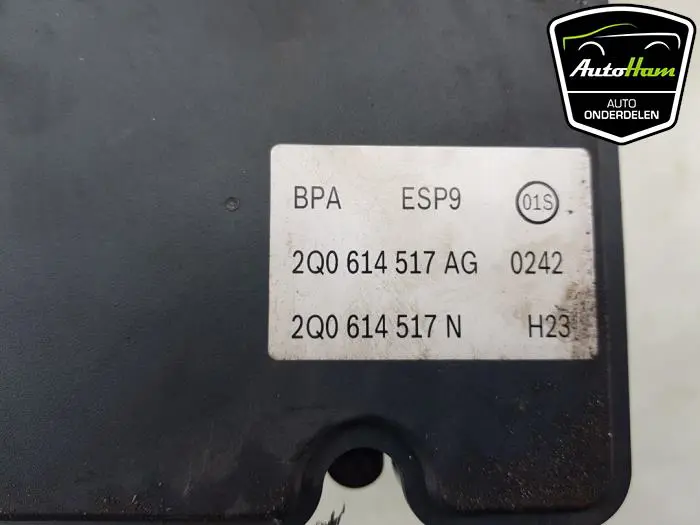 AutoHam
AUTO
ONDERDELEN
BPA ESP9 01S
2Q0 614 517 AG 0242
2Q0 614 517 N H23